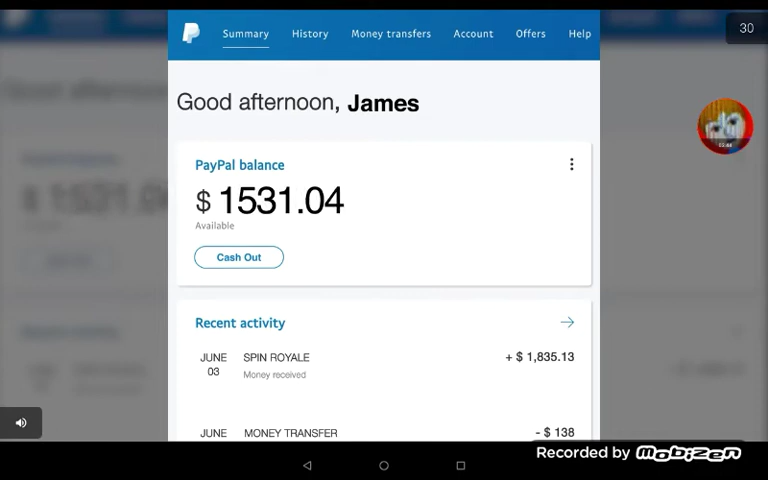 Summary History Money transfers Account Offers Help
30
Good afternoon, James
PayPal balance
$ 1531.04
Available
Cash Out
Recent activity
JUNE 03 SPIN ROYALE + $ 1,835.13
Money received
JUNE MONEY TRANSFER - $ 138
Recorded by Mobizen